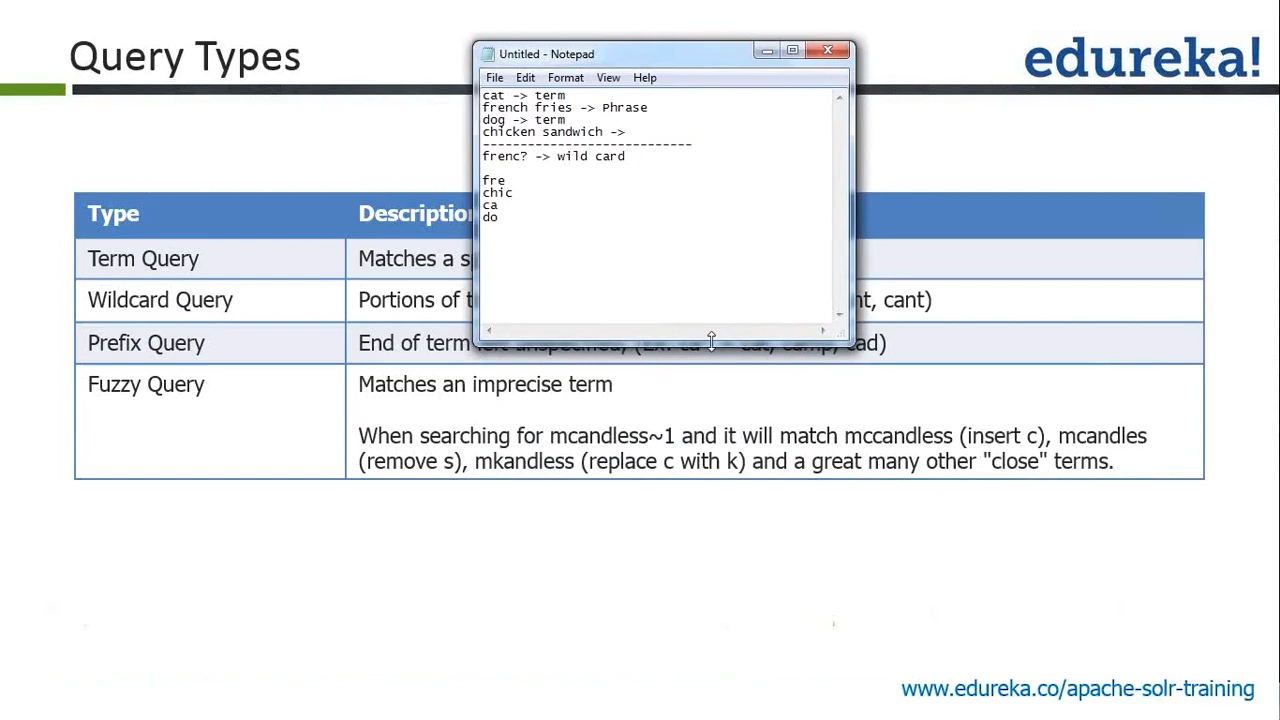 Query Types
edureka!
Untitled - Notepad
File Edit Format View Help
cat -> term
french fries -> Phrase
dog -> term
chicken sandwich ->
----------------------------
frenc? -> wild card
fre
chic
ca
do
Type Description
Term Query Matches a
Wildcard Query Portions of nt, cant)
Prefix Query End of term cad)
Fuzzy Query Matches an imprecise term
When searching for mcandless~1 and it will match mccandless (insert c), mcandles
(remove s), mkandless (replace c with k) and a great many other "close" terms.
www.edureka.co/apache-solr-training